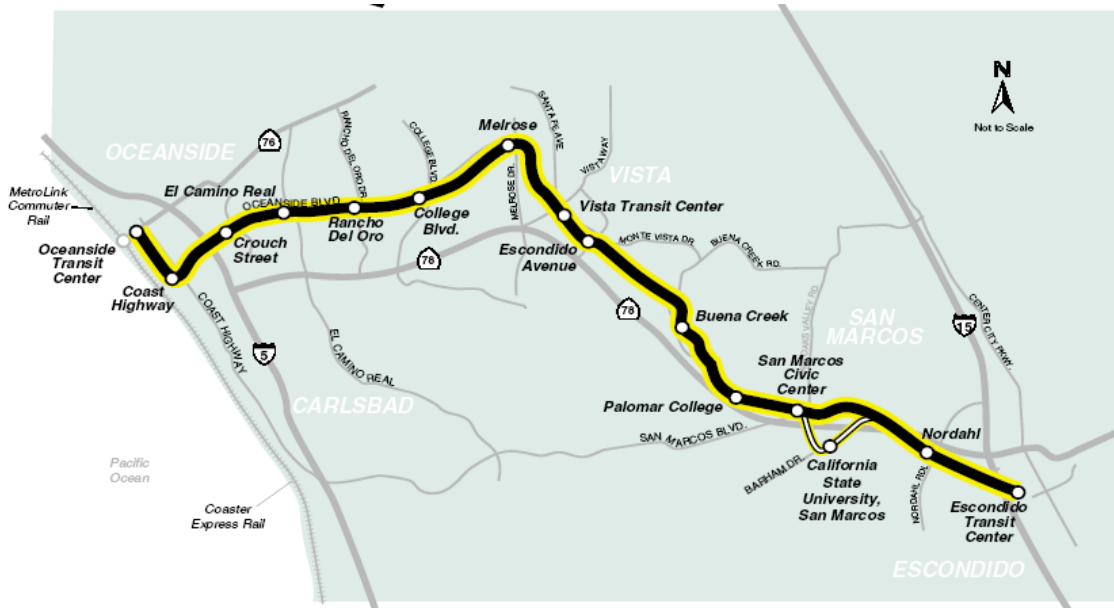 N
Not to Scale
OCEANSIDE
76
RANCHO DEL ORO DR.
COLLEGE BLVD.
Melrose
SANTA FE AVE
VISTA WAY
VISTA
MetroLink
Commuter
Rail
El Camino Real
OCEANSIDE BLVD
MELROSE DR.
Vista Transit Center
Oceanside
Transit
Center
Crouch
Street
Rancho
Del Oro
College
Blvd.
78
Escondido
Avenue
MONTE VISTA DR.
BUENA CREEK RD.
Coast
Highway
COAST HIGHWAY
5
EL CAMINO REAL
78
Buena Creek
SAN
MARCOS
15
CENTER CITY PKWY.
San Marcos
Civic
Center
CARLSBAD
Palomar College
SAN MARCOS BLVD.
Nordahl
Pacific
Ocean
BARHAM DR.
California
State
University,
San Marcos
NORDAHL RD.
Coaster
Express Rail
Escondido
Transit
Center
ESCONDIDO